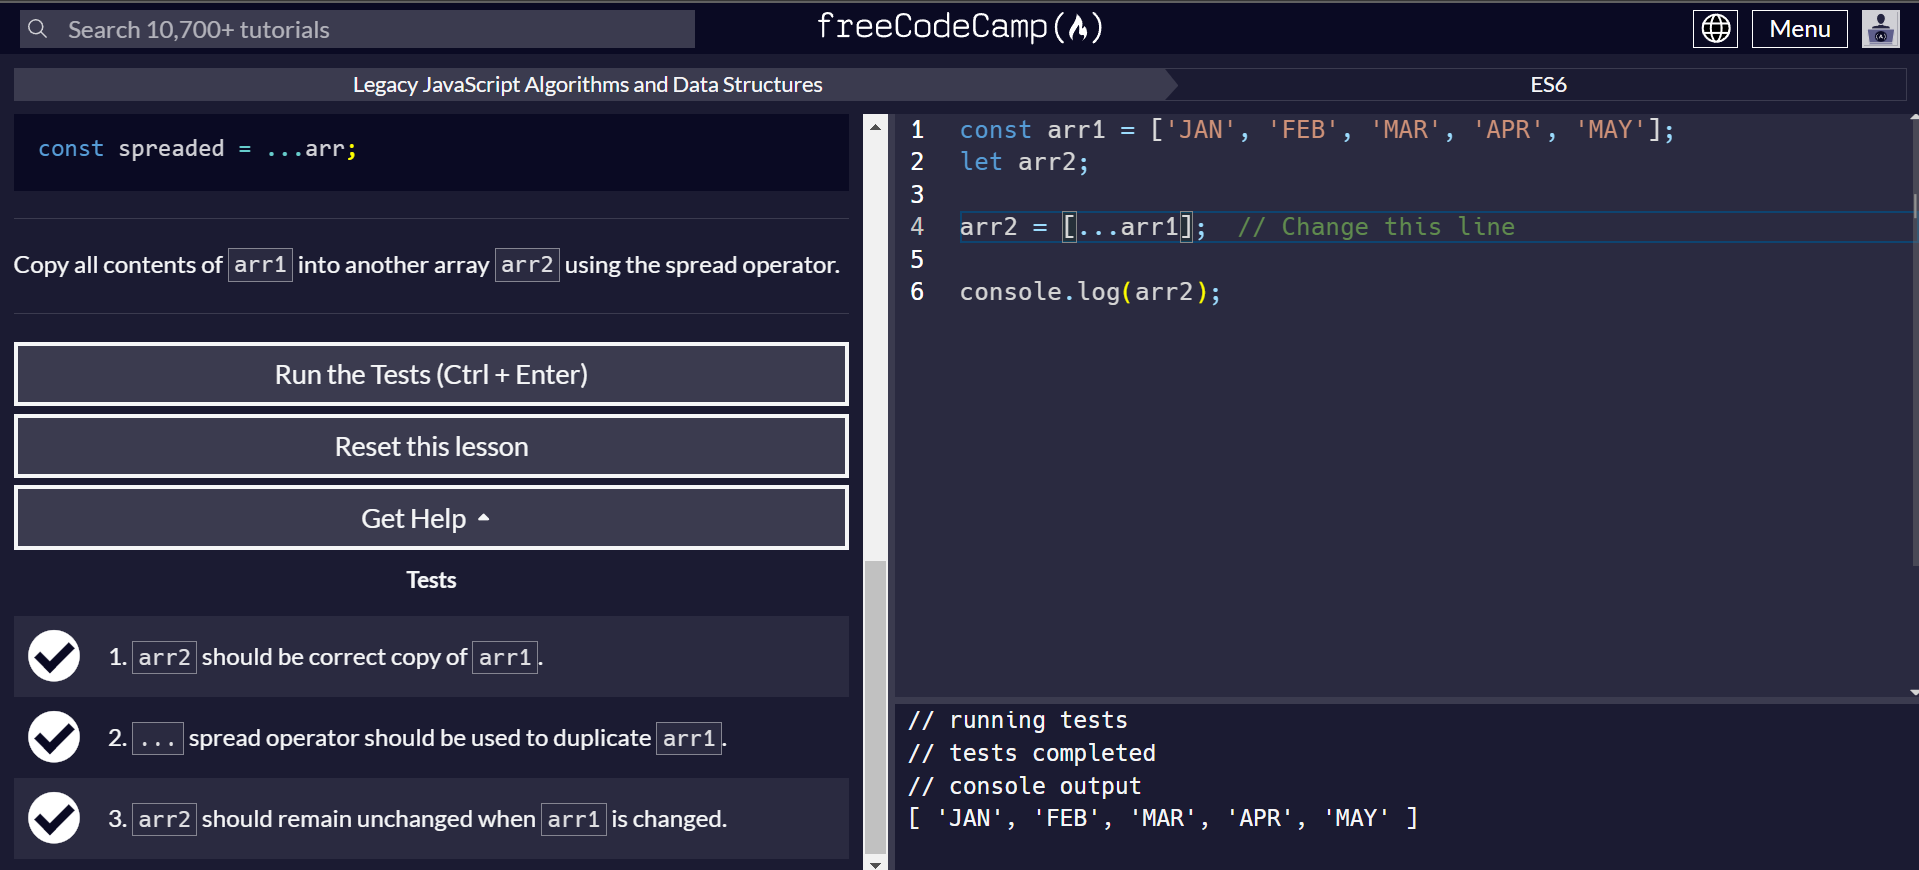 Search 10,700+ tutorials
freeCodeCamp(🔥)
Menu
Legacy JavaScript Algorithms and Data Structures
ES6
const spreaded = ...arr;
Copy all contents of arr1 into another array arr2 using the spread operator.
Run the Tests (Ctrl + Enter)
Reset this lesson
Get Help
Tests
1. arr2 should be correct copy of arr1.
2. ... spread operator should be used to duplicate arr1.
3. arr2 should remain unchanged when arr1 is changed.
1 const arr1 = ['JAN', 'FEB', 'MAR', 'APR', 'MAY'];
2 let arr2;
3
4 arr2 = [...arr1];  // Change this line
5
6 console.log(arr2);
// running tests
// tests completed
// console output
[ 'JAN', 'FEB', 'MAR', 'APR', 'MAY' ]